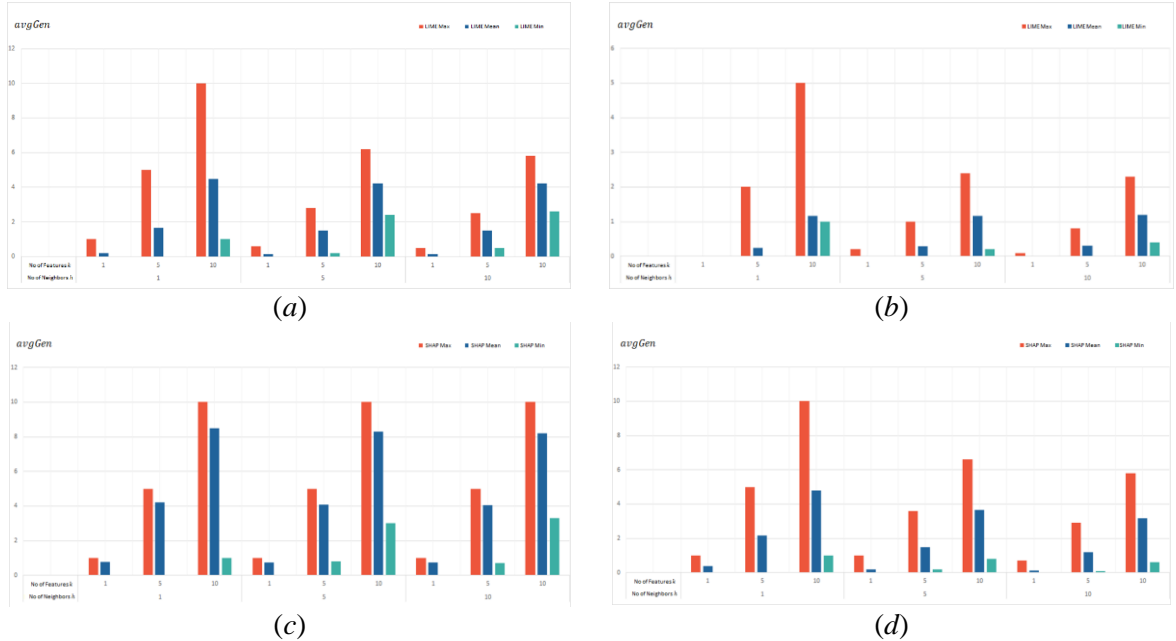 avgGen
LIME Max LIME Mean LIME Min
12
10
8
6
4
2
0
No of Features k 1 5 10 1 5 10 1 5 10
No of Neighbors h 1 5 10
(a)
avgGen
LIME Max LIME Mean LIME Min
6
5
4
3
2
1
0
No of Features k 1 5 10 1 5 10 1 5 10
No of Neighbors h 1 5 10
(b)
avgGen
SHAP Max SHAP Mean SHAP Min
12
10
8
6
4
2
0
No of Features k 1 5 10 1 5 10 1 5 10
No of Neighbors h 1 5 10
(c)
avgGen
SHAP Max SHAP Mean SHAP Min
12
10
8
6
4
2
0
No of Features k 1 5 10 1 5 10 1 5 10
No of Neighbors h 1 5 10
(d)